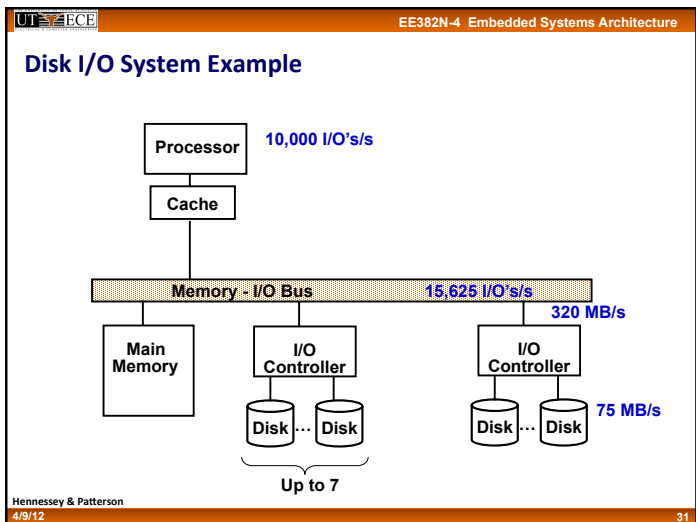 UT ECE
EE382N-4 Embedded Systems Architecture
Disk I/O System Example
Processor
10,000 I/O's/s
Cache
Memory - I/O Bus
15,625 I/O's/s
320 MB/s
Main
Memory
I/O
Controller
I/O
Controller
Disk ... Disk
Disk ... Disk
75 MB/s
Up to 7
Hennessey & Patterson
4/9/12
31